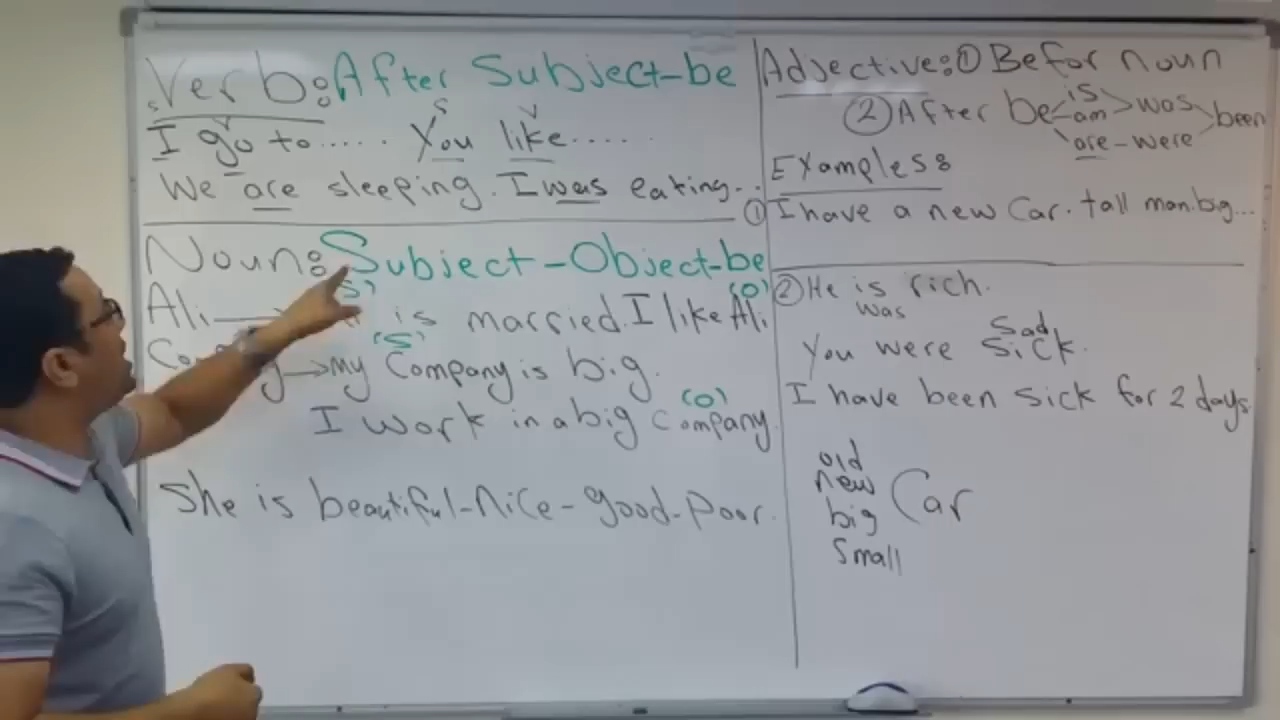 Verb: After Subject-be
S V
I go to..... You like......
We are sleeping. I was eating...
Noun: Subject-Object-be
(S) (O)
Ali is married. I like Ali.
(S)
my Company is big.
(O)
I work in a big Company.
She is beautiful-nice-good-poor.
Adjective: ① Befor noun
② After be is am are was were been
Examples:
① I have a new Car. tall man. big...
② He is rich.
was
Sad
You were Sick.
I have been Sick for 2 days
old
new
big
Small
Car